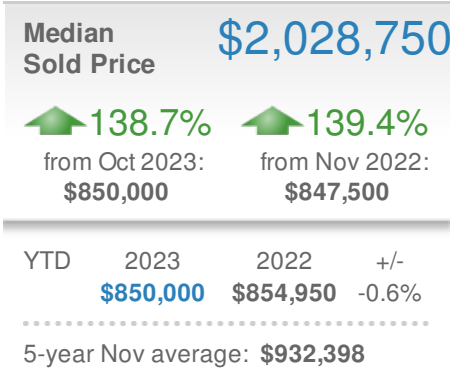 Median $2,028,750
Sold Price
138.7% 139.4%
from Oct 2023: from Nov 2022:
$850,000 $847,500
YTD 2023 2022 +/-
$850,000 $854,950 -0.6%
5-year Nov average: $932,398